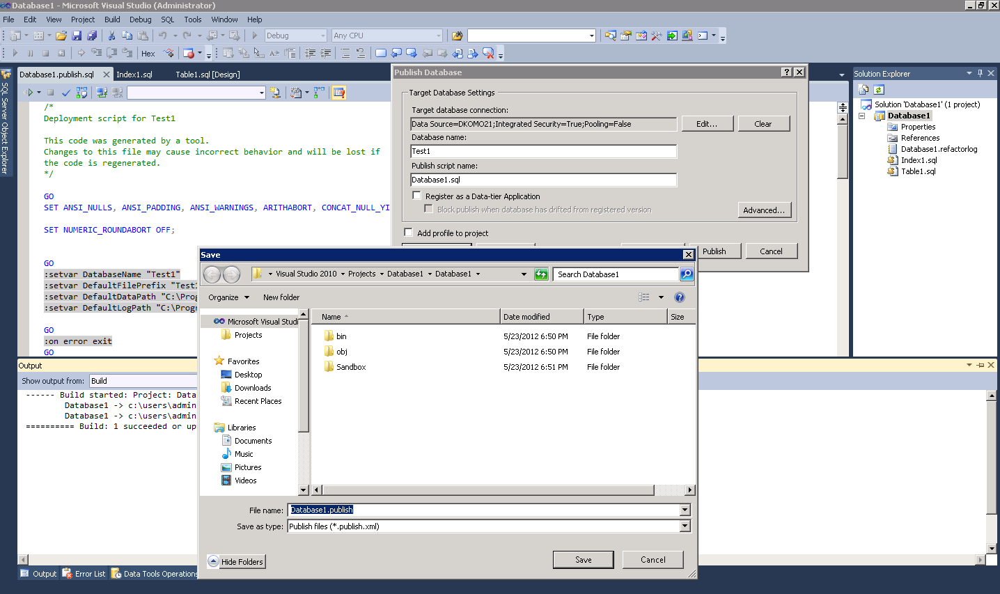 Database1 - Microsoft Visual Studio (Administrator)
File Edit View Project Build Debug SQL Tools Window Help
Debug Any CPU
Hex
SQL Server Object Explorer
Database1.publish.sql Index1.sql Table1.sql [Design]
/*
Deployment script for Test1
This code was generated by a tool.
Changes to this file may cause incorrect behavior and will be lost if
the code is regenerated.
*/
GO
SET ANSI_NULLS, ANSI_PADDING, ANSI_WARNINGS, ARITHABORT, CONCAT_NULL_YI
SET NUMERIC_ROUNDABORT OFF;
GO
:setvar DatabaseName "Test1"
:setvar DefaultFilePrefix "Test1
:setvar DefaultDataPath "C:\Prog
:setvar DefaultLogPath "C:\Progr
GO
:on error exit
GO
Publish Database
Target Database Settings
Target database connection:
Data Source=DKOMO21;Integrated Security=True;Pooling=False
Edit... Clear
Database name:
Test1
Publish script name:
Database1.sql
Register as a Data-tier Application
Block publish when database has drifted from registered version
Advanced...
Add profile to project
Publish Cancel
Solution Explorer
Solution 'Database1' (1 project)
Database1
Properties
References
Database1.refactorlog
Index1.sql
Table1.sql
Save
Visual Studio 2010 Projects Database1 Database1
Search Database1
Organize New folder
Microsoft Visual Studi
Projects
Favorites
Desktop
Downloads
Recent Places
Libraries
Documents
Music
Pictures
Videos
Name Date modified Type Size
bin 5/23/2012 6:50 PM File folder
obj 5/23/2012 6:50 PM File folder
Sandbox 5/23/2012 6:51 PM File folder
File name: Database1.publish
Save as type: Publish files (*.publish.xml)
Hide Folders
Save Cancel
Output
Show output from: Build
------ Build started: Project: Data
Database1 -> c:\users\admin
Database1 -> c:\users\admin
========== Build: 1 succeeded or up
Output Error List Data Tools Operations